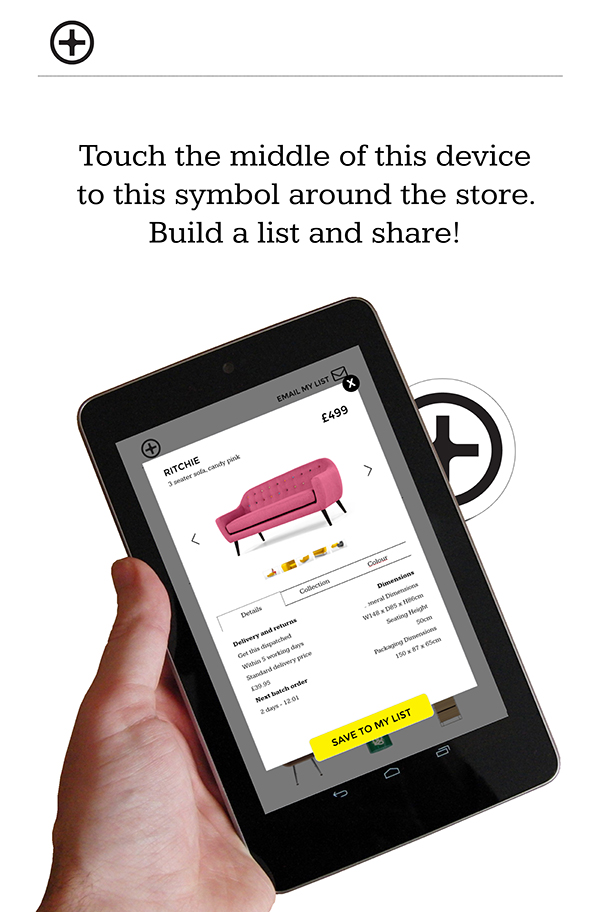 Touch the middle of this device
to this symbol around the store.
Build a list and share!
EMAIL MY LIST
X
£499
RITCHIE
3 seater sofa, candy pink
Details
Collection
Colour
Delivery and returns
Get this dispatched
Within 5 working days
Standard delivery price
£39.95
Next batch order
2 days - 12:01
Dimensions
. meral Dimensions
W148 x D85 x H86cm
Seating Height
50cm
Packaging Dimensions
150 x 87 x 65cm
SAVE TO MY LIST